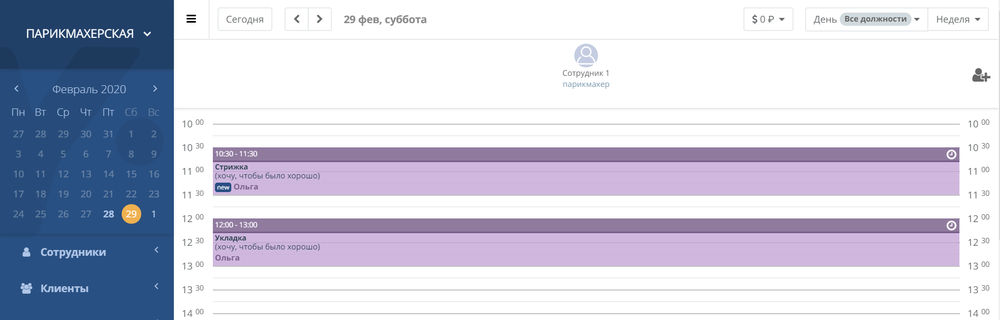 ПАРИКМАХЕРСКАЯ
Февраль 2020
Пн Вт Ср Чт Пт Сб Вс
27 28 29 30 31 1 2
3 4 5 6 7 8 9
10 11 12 13 14 15 16
17 18 19 20 21 22 23
24 25 26 27 28 29 1
Сотрудники
Клиенты
Сегодня
29 фев, суббота
$ 0 ₽
День Все должности
Неделя
Сотрудник 1
парикмахер
10 00 10 00
10 30 10 30
10:30 - 11:30
Стрижка
11 00 11 00
(хочу, чтобы было хорошо)
new Ольга
11 30 11 30
12 00 12 00
12:00 - 13:00
Укладка
12 30 12 30
(хочу, чтобы было хорошо)
Ольга
13 00 13 00
13 30 13 30
14 00 14 00